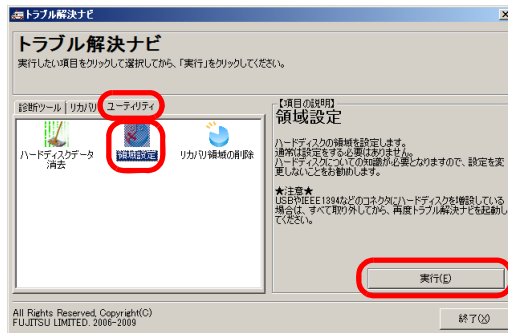 トラブル解決ナビ
トラブル解決ナビ
実行したい項目をクリックして選択してから、「実行」をクリックしてください。
診断ツール リカバリ ユーティリティ
ハードディスクデータ
消去
領域設定
リカバリ領域の削除
【項目の説明】
領域設定
ハードディスクの領域を設定します。
通常は設定をする必要はありません。
ハードディスクについての知識が必要となりますので、設定を変
更しないことをお勧めします。
★注意★
USBやIEEE1394などのコネクタにハードディスクを増設している
場合は、すべて取り外してから、再度トラブル解決ナビを起動し
てください。
実行(E)
All Rights Reserved, Copyright(C)
FUJITSU LIMITED. 2006-2009
終了(X)